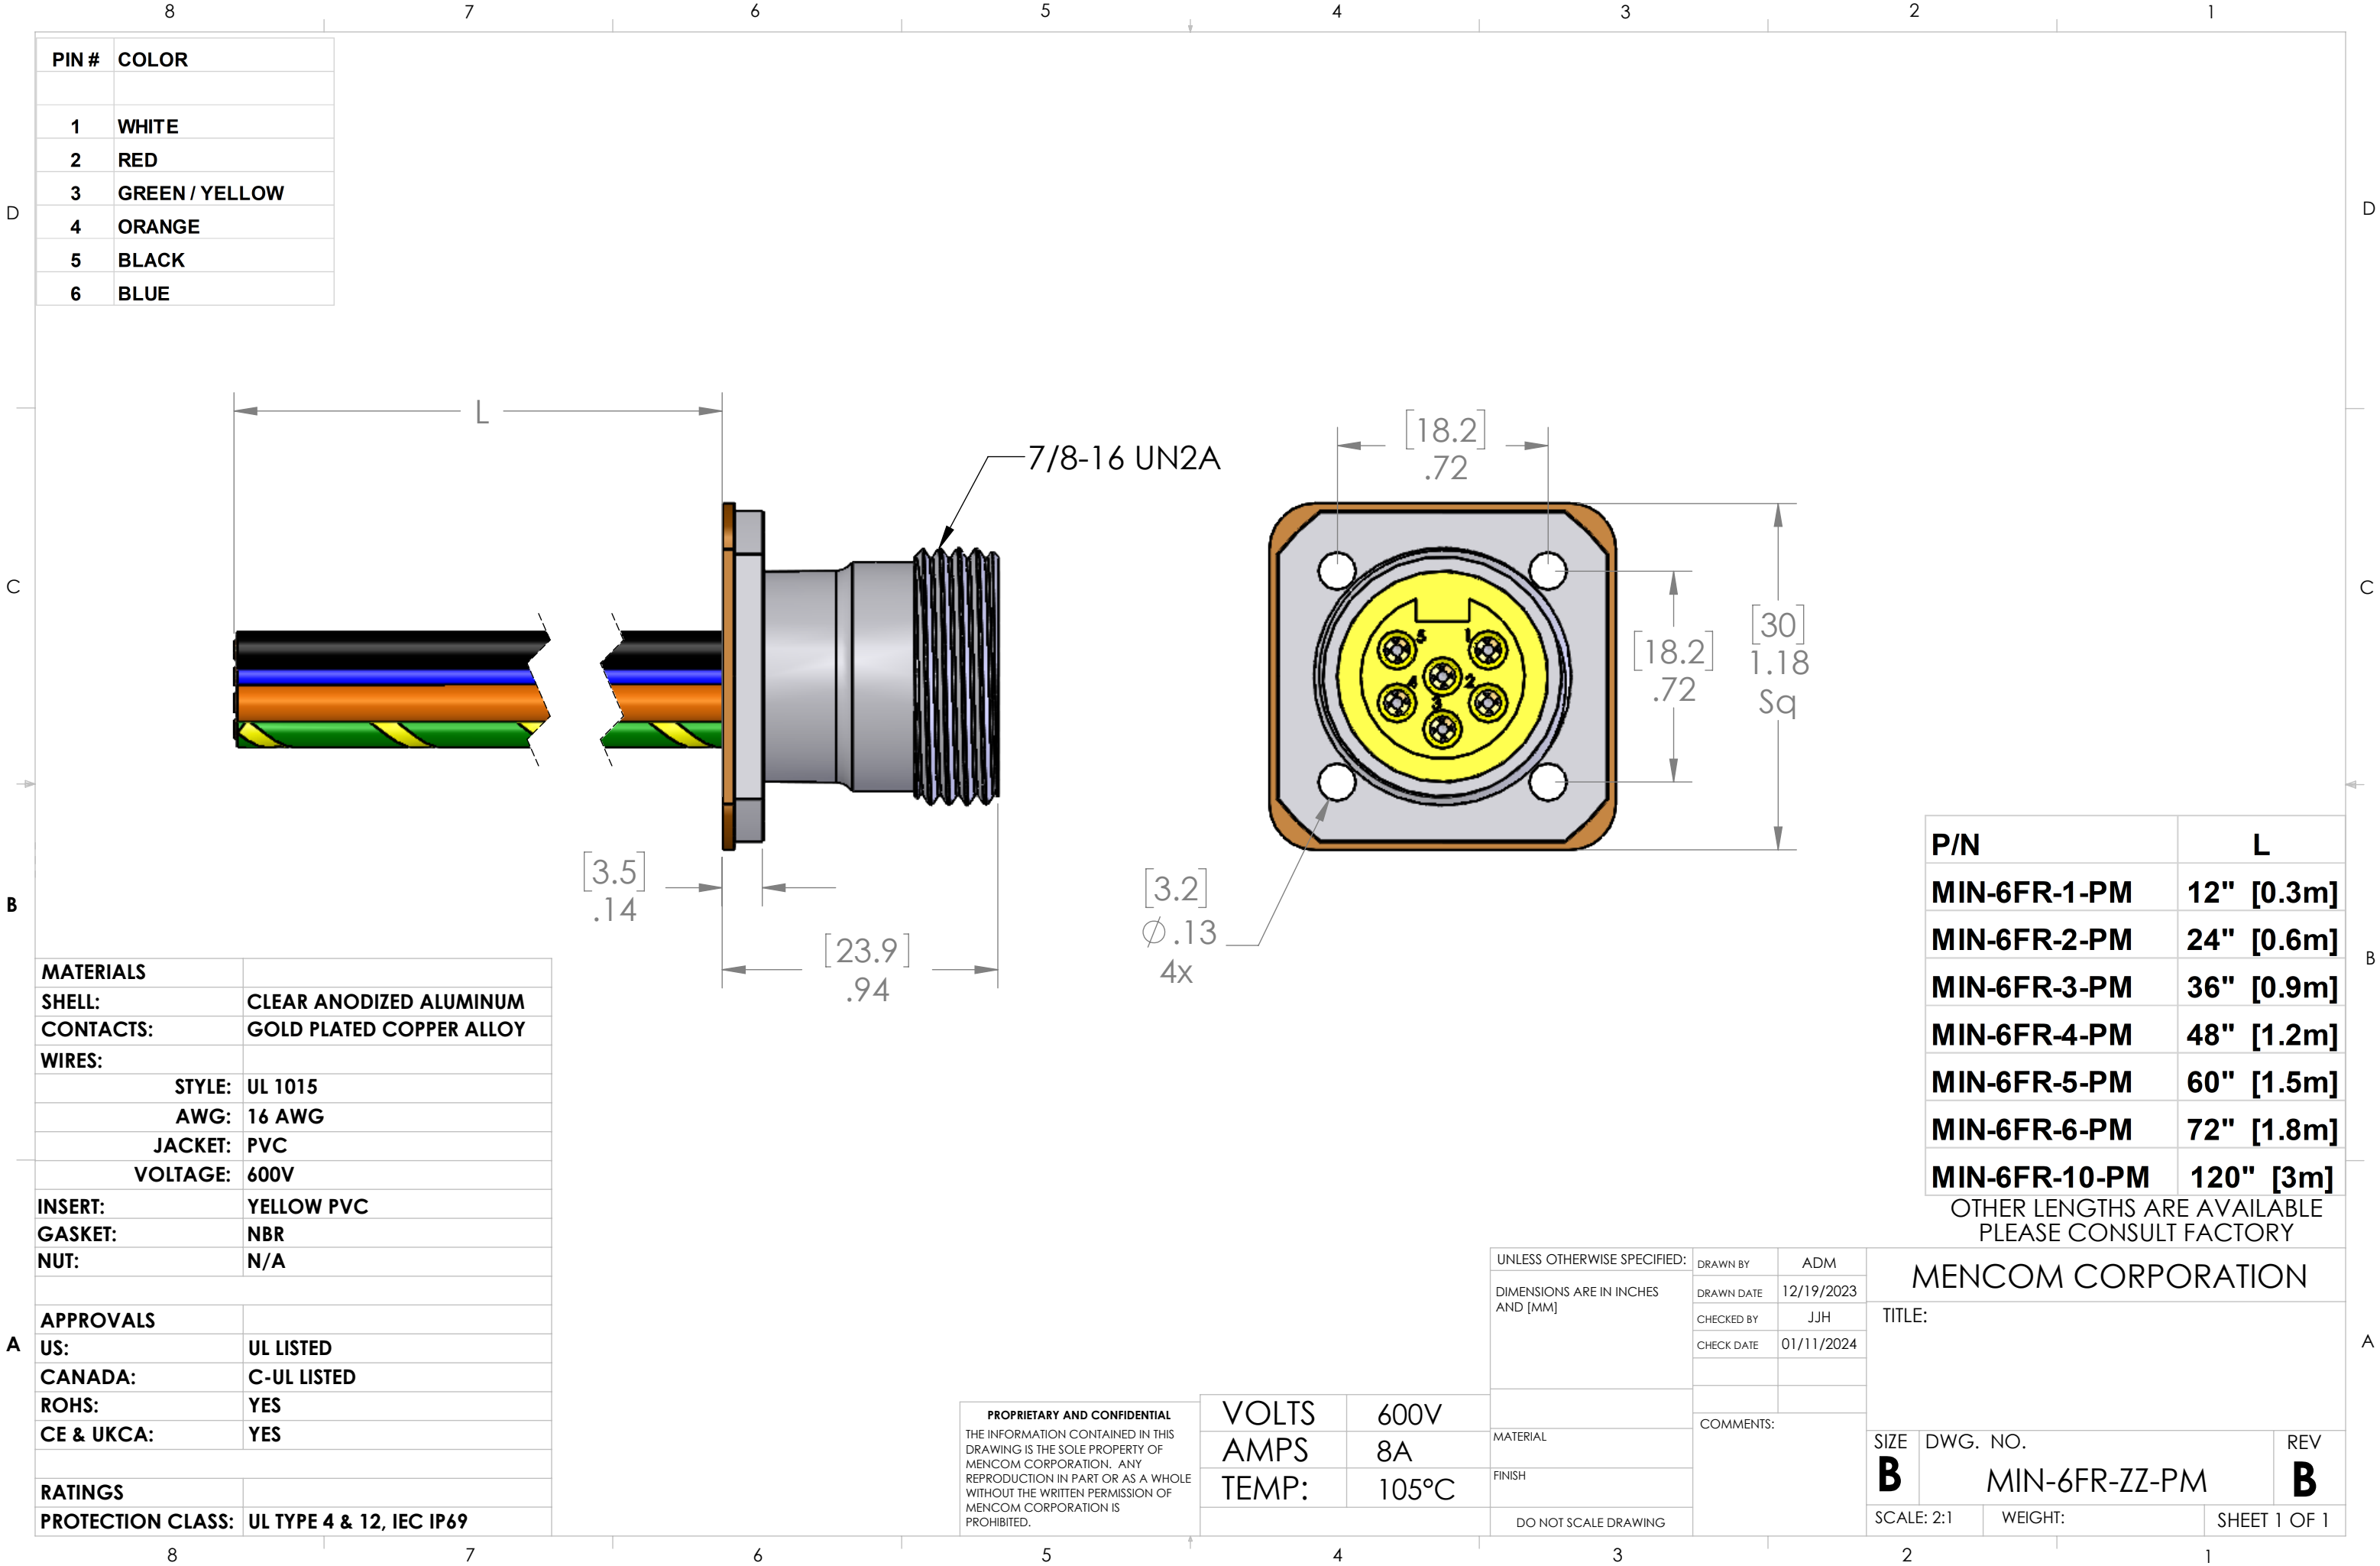 8 7 6 5 4 3 2 1
PIN # COLOR
1 WHITE
2 RED
3 GREEN / YELLOW
4 ORANGE
5 BLACK
6 BLUE
D D
L
7/8-16 UN2A
[18.2]
.72
C C
5 1
4 2
3
[18.2]
.72
[30]
1.18
Sq
[3.5]
.14
[23.9]
.94
[3.2]
Ø .13
4x
B B
P/N L
MIN-6FR-1-PM 12" [0.3m]
MIN-6FR-2-PM 24" [0.6m]
MIN-6FR-3-PM 36" [0.9m]
MIN-6FR-4-PM 48" [1.2m]
MIN-6FR-5-PM 60" [1.5m]
MIN-6FR-6-PM 72" [1.8m]
MIN-6FR-10-PM 120" [3m]
OTHER LENGTHS ARE AVAILABLE
PLEASE CONSULT FACTORY
MATERIALS
SHELL: CLEAR ANODIZED ALUMINUM
CONTACTS: GOLD PLATED COPPER ALLOY
WIRES:
STYLE: UL 1015
AWG: 16 AWG
JACKET: PVC
VOLTAGE: 600V
INSERT: YELLOW PVC
GASKET: NBR
NUT: N/A
APPROVALS
US: UL LISTED
CANADA: C-UL LISTED
ROHS: YES
CE & UKCA: YES
RATINGS
PROTECTION CLASS: UL TYPE 4 & 12, IEC IP69
A A
PROPRIETARY AND CONFIDENTIAL
THE INFORMATION CONTAINED IN THIS
DRAWING IS THE SOLE PROPERTY OF
MENCOM CORPORATION. ANY
REPRODUCTION IN PART OR AS A WHOLE
WITHOUT THE WRITTEN PERMISSION OF
MENCOM CORPORATION IS
PROHIBITED.
VOLTS 600V
AMPS 8A
TEMP: 105°C
UNLESS OTHERWISE SPECIFIED:
DIMENSIONS ARE IN INCHES
AND [MM]
MATERIAL
FINISH
DO NOT SCALE DRAWING
DRAWN BY ADM
DRAWN DATE 12/19/2023
CHECKED BY JJH
CHECK DATE 01/11/2024
COMMENTS:
MENCOM CORPORATION
TITLE:
SIZE DWG. NO. REV
B MIN-6FR-ZZ-PM B
SCALE: 2:1 WEIGHT: SHEET 1 OF 1
8 7 6 5 4 3 2 1